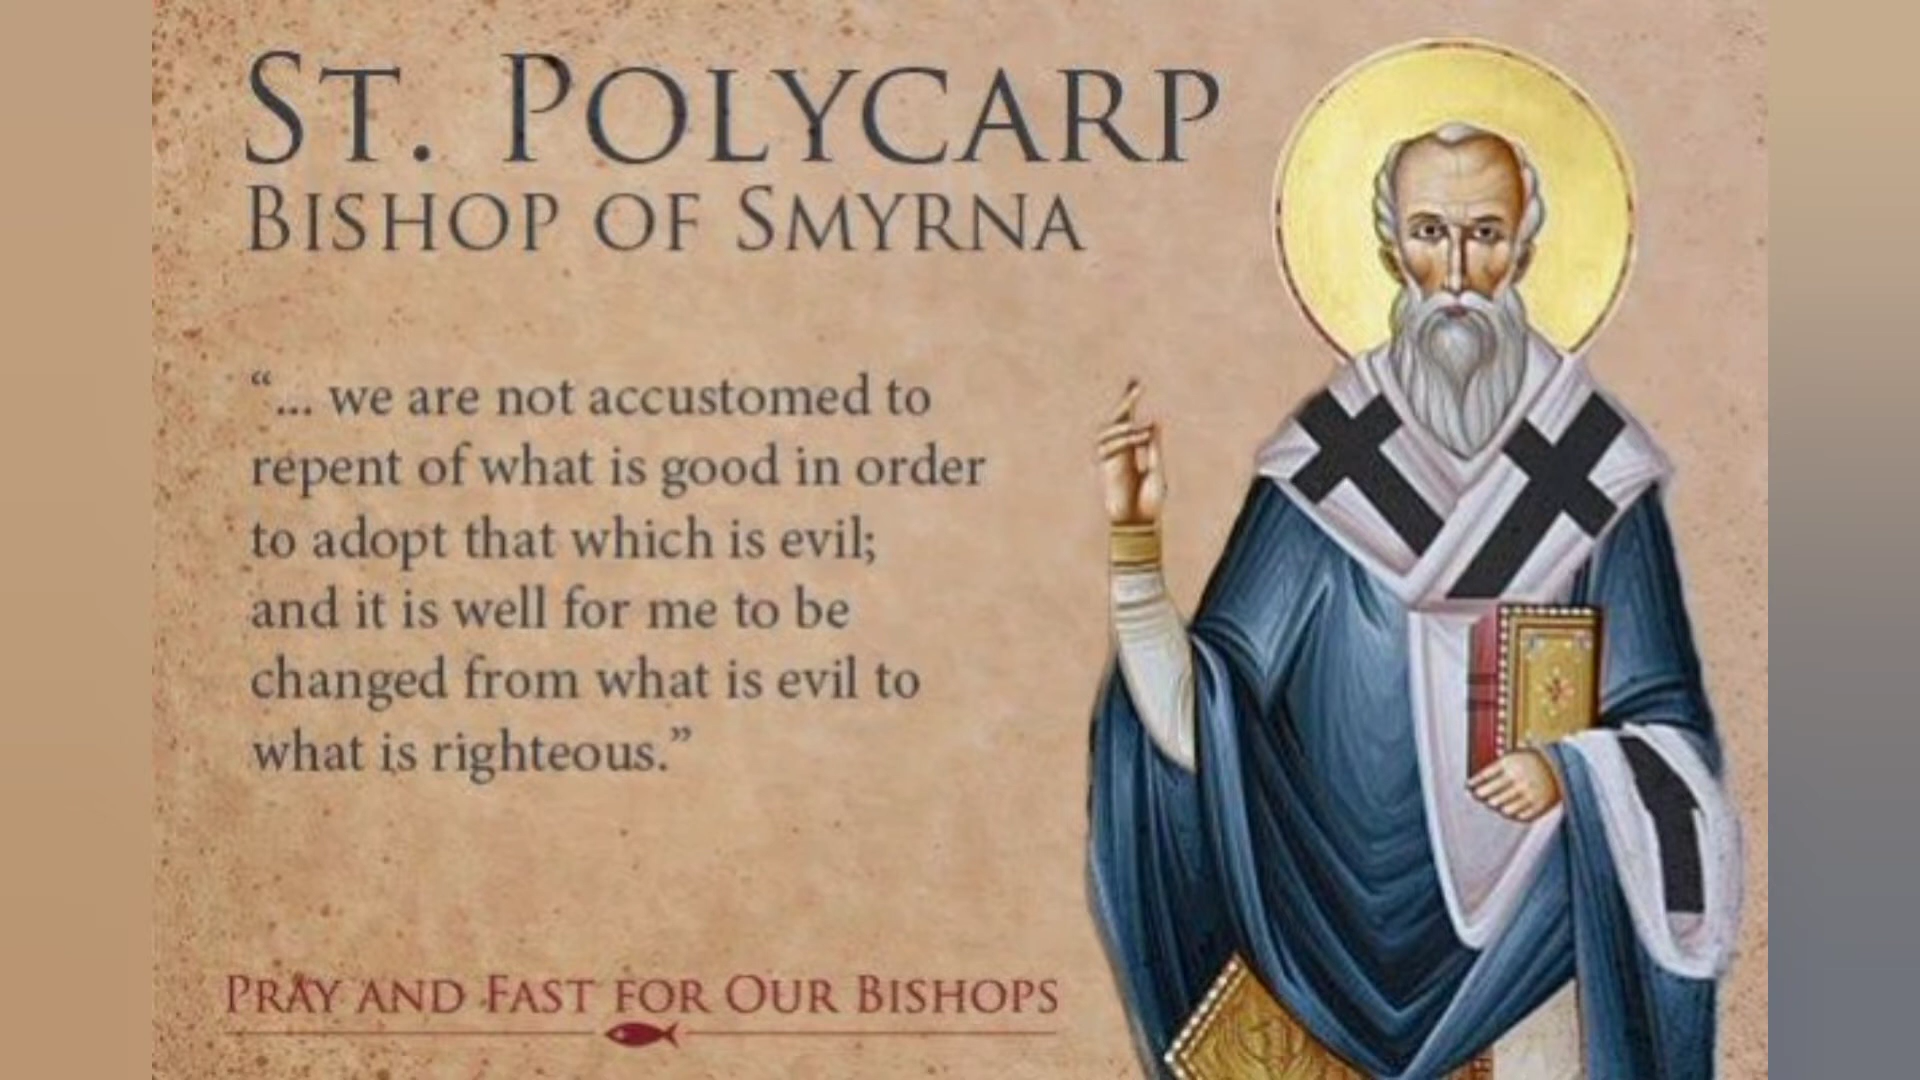 ST. POLYCARP
BISHOP OF SMYRNA
“... we are not accustomed to
repent of what is good in order
to adopt that which is evil;
and it is well for me to be
changed from what is evil to
what is righteous.”
PRAY AND FAST FOR OUR BISHOPS